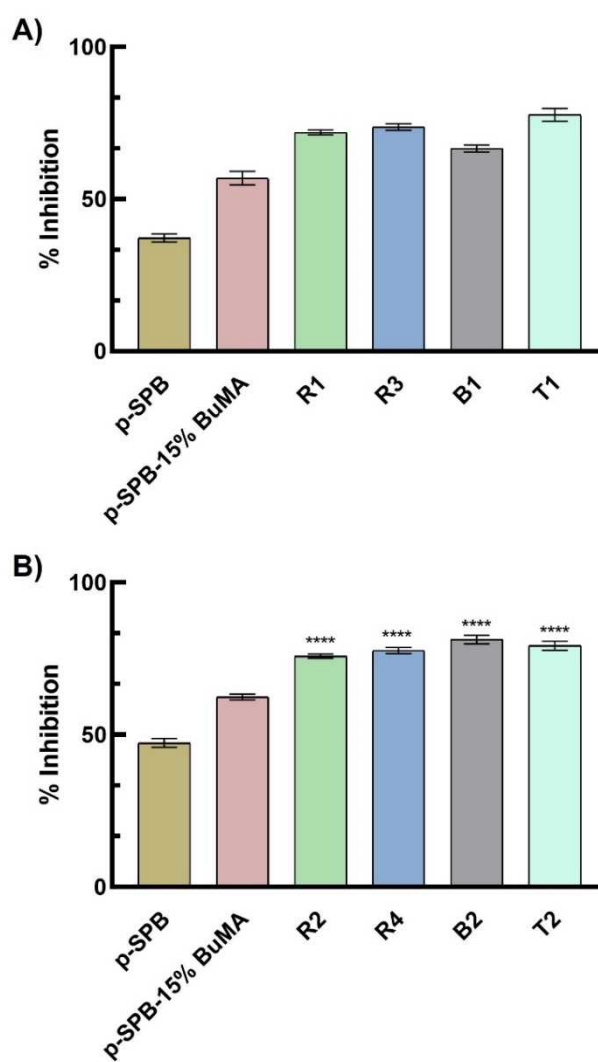 A)
% Inhibition
100
50
0
p-SPB
p-SPB-15% BuMA
R1
R3
B1
T1
B)
% Inhibition
100
50
0
**** **** **** ****
p-SPB
p-SPB-15% BuMA
R2
R4
B2
T2